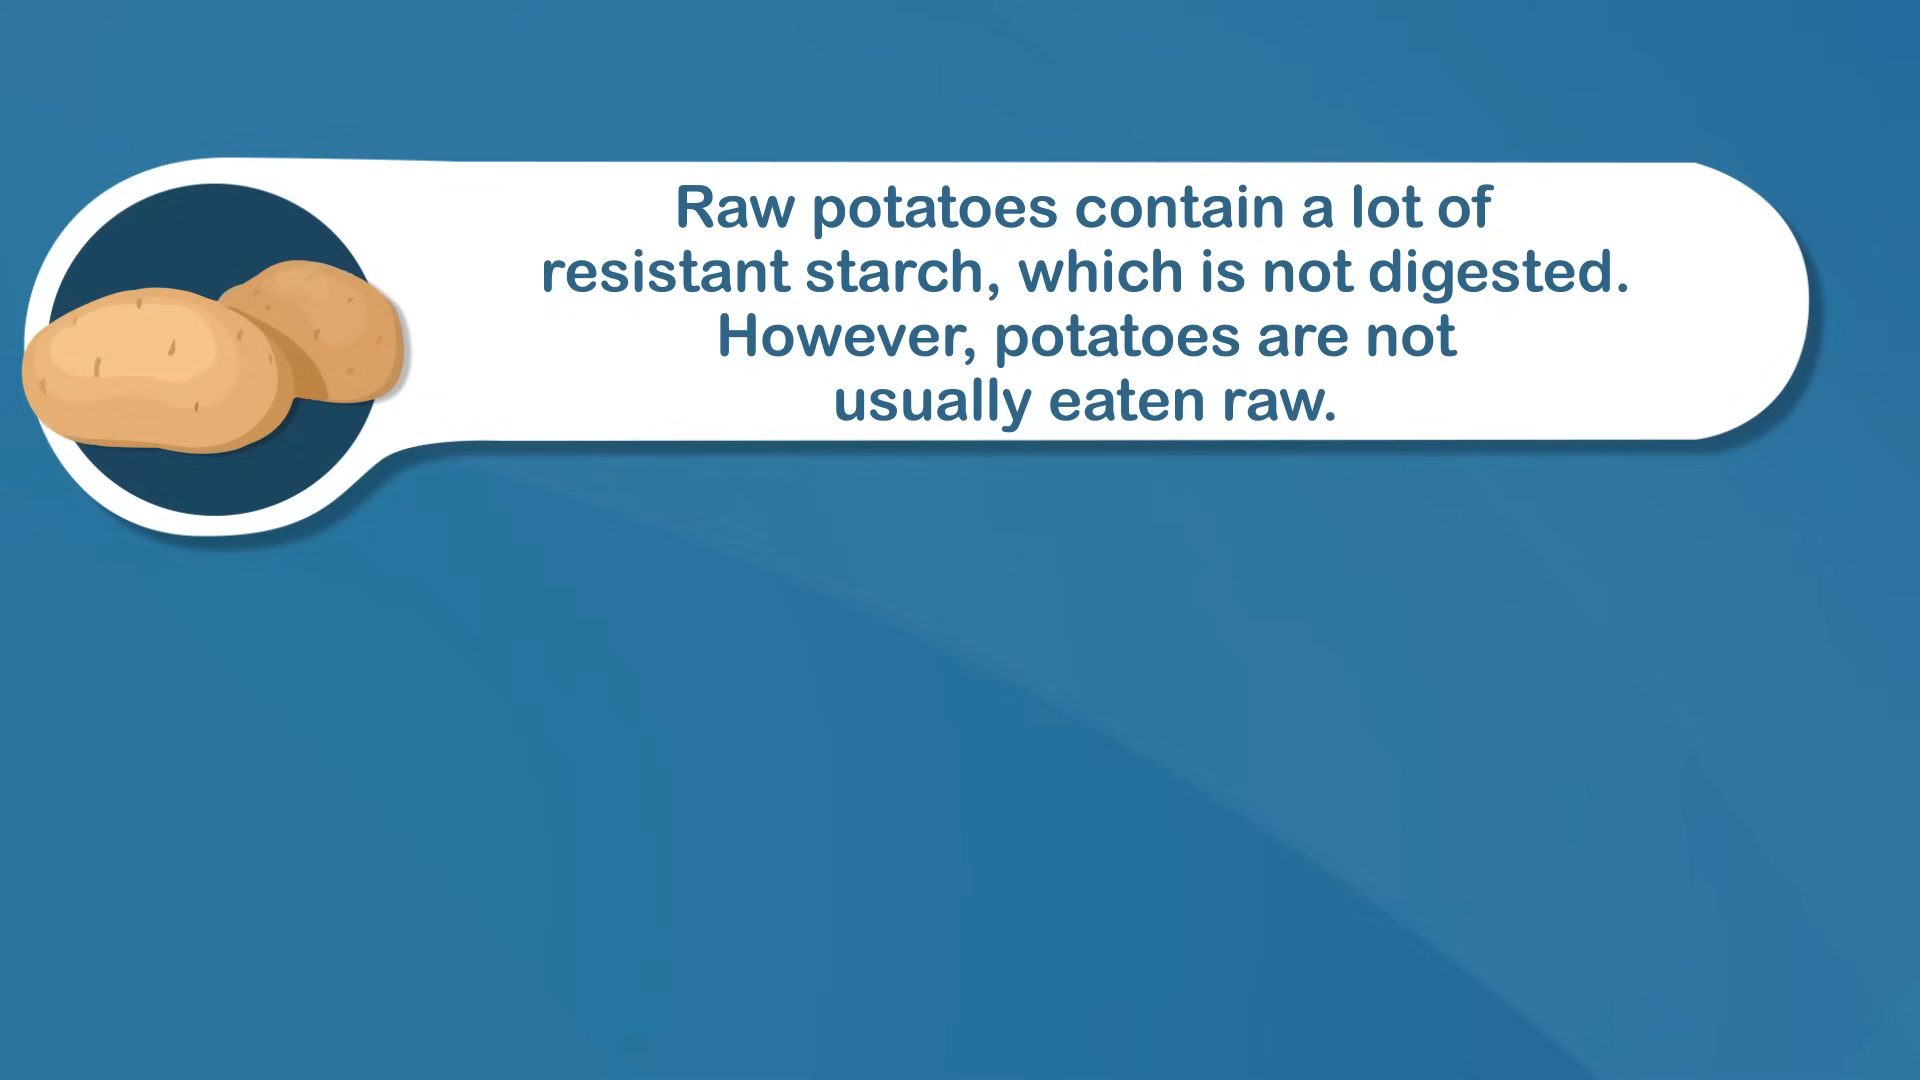 Raw potatoes contain a lot of
resistant starch, which is not digested.
However, potatoes are not
usually eaten raw.